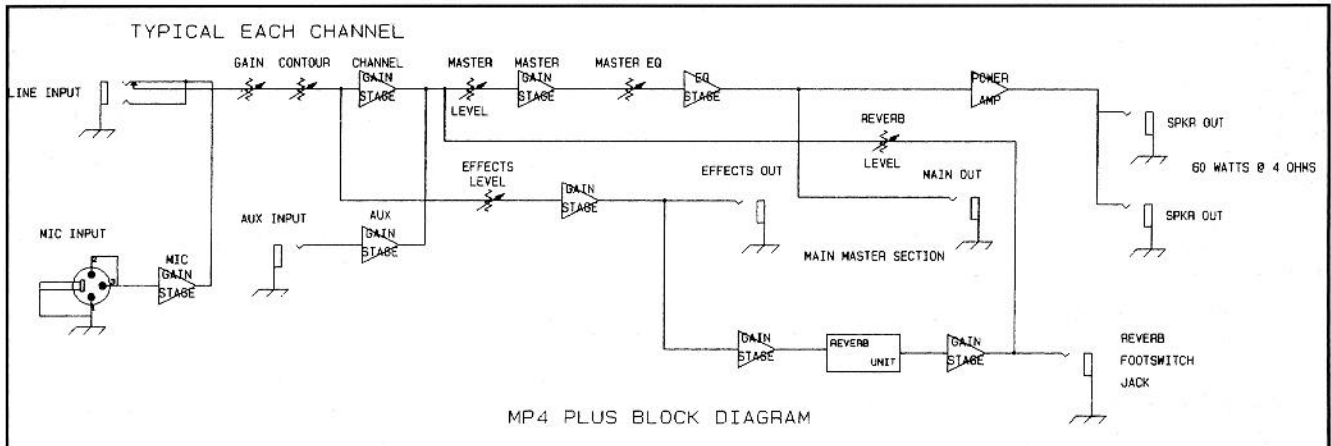 TYPICAL EACH CHANNEL
GAIN
CONTOUR
CHANNEL
GAIN
STAGE
MASTER
LEVEL
MASTER
GAIN
STAGE
MASTER EQ
EQ
STAGE
POWER
AMP
LINE INPUT
REVERB
LEVEL
SPKR OUT
60 WATTS @ 4 OHMS
EFFECTS
LEVEL
GAIN
STAGE
EFFECTS OUT
MAIN OUT
SPKR OUT
AUX INPUT
AUX
GAIN
STAGE
MIC INPUT
MAIN MASTER SECTION
MIC
GAIN
STAGE
GAIN
STAGE
REVERB
UNIT
GAIN
STAGE
REVERB
FOOTSWITCH
JACK
MP4 PLUS BLOCK DIAGRAM